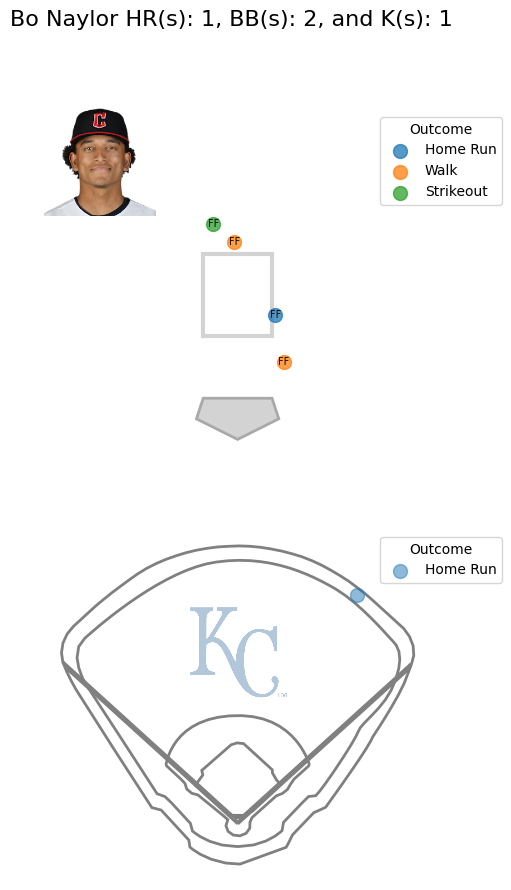 Bo Naylor HR(s): 1, BB(s): 2, and K(s): 1
C
Outcome
Home Run
Walk
Strikeout
FF
FF
FF
FF
Outcome
Home Run
KC